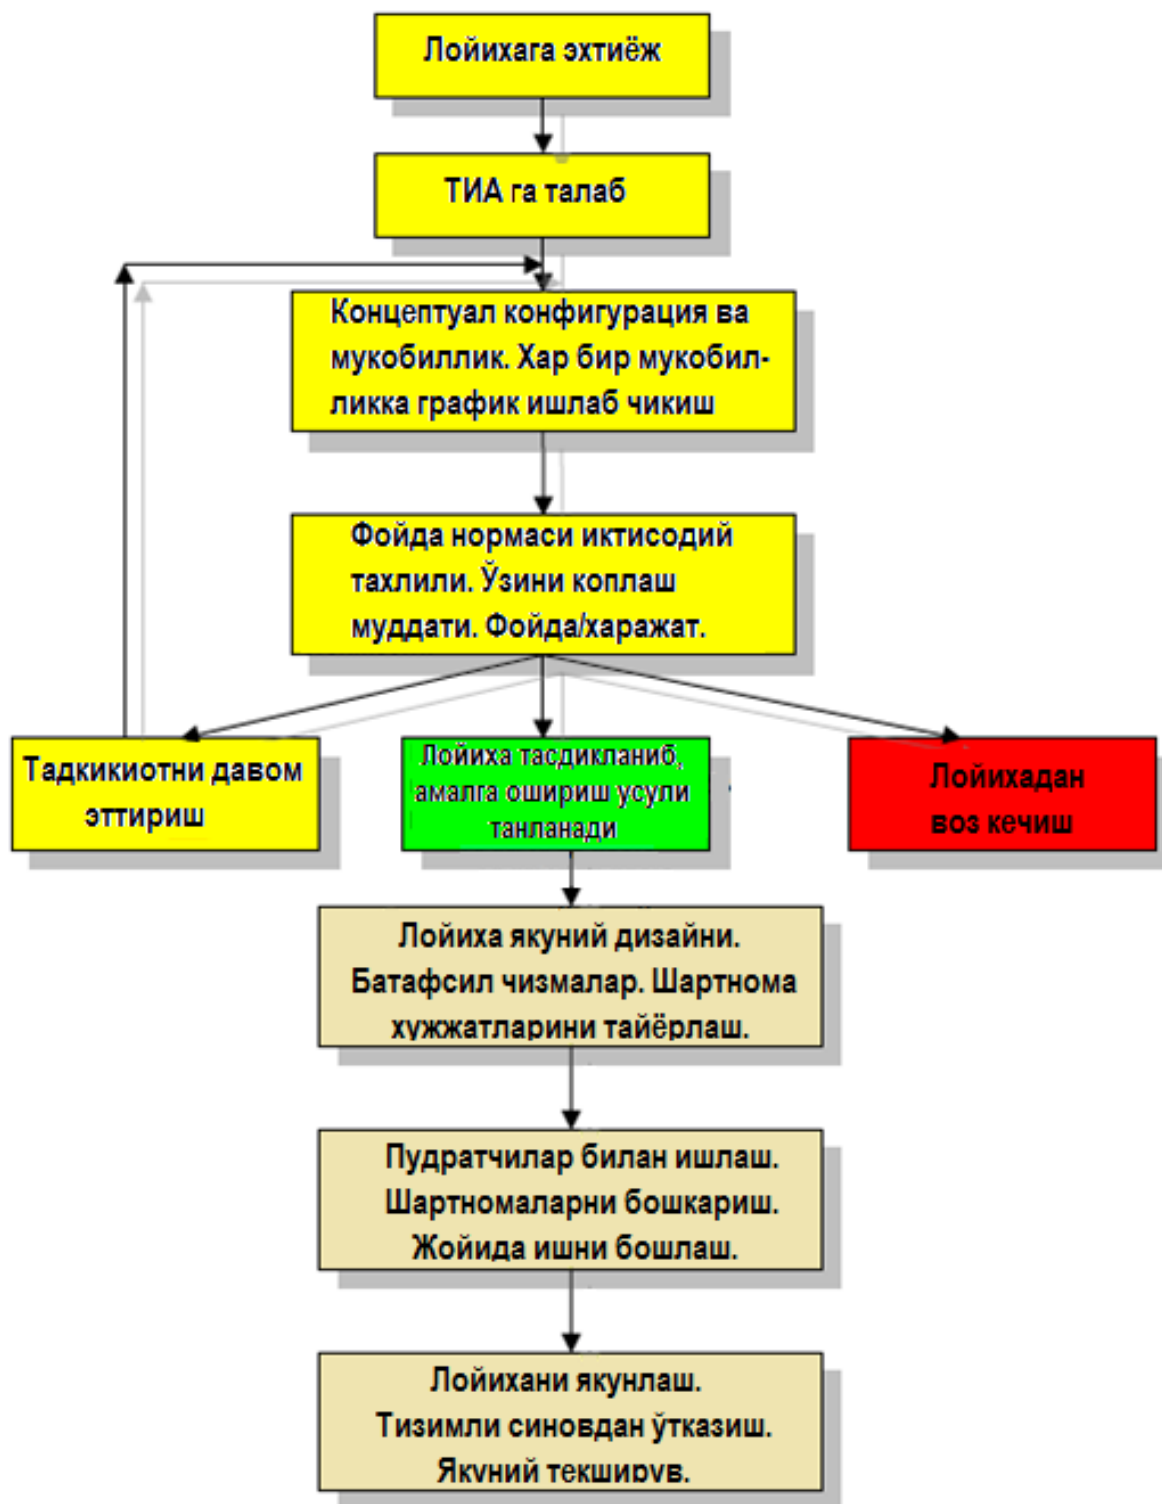 Лойихага эхтиёж
ТИА га талаб
Концептуал конфигурация ва
мукобиллик. Хар бир мукобил-
ликка график ишлаб чикиш
Фойда нормаси иктисодий
тахлили. Ўзини коплаш
муддати. Фойда/харажат.
Тадкикиотни давом
эттириш
Лойиха тасдикланиб,
амалга ошириш усули
танланади
Лойихадан
воз кечиш
Лойиха якуний дизайни.
Батафсил чизмалар. Шартнома
хужжатларини тайёрлаш.
Пудратчилар билан ишлаш.
Шартномаларни бошкариш.
Жойида ишни бошлаш.
Лойихани якунлаш.
Тизимли синовдан ўтказиш.
Якуний текширув.